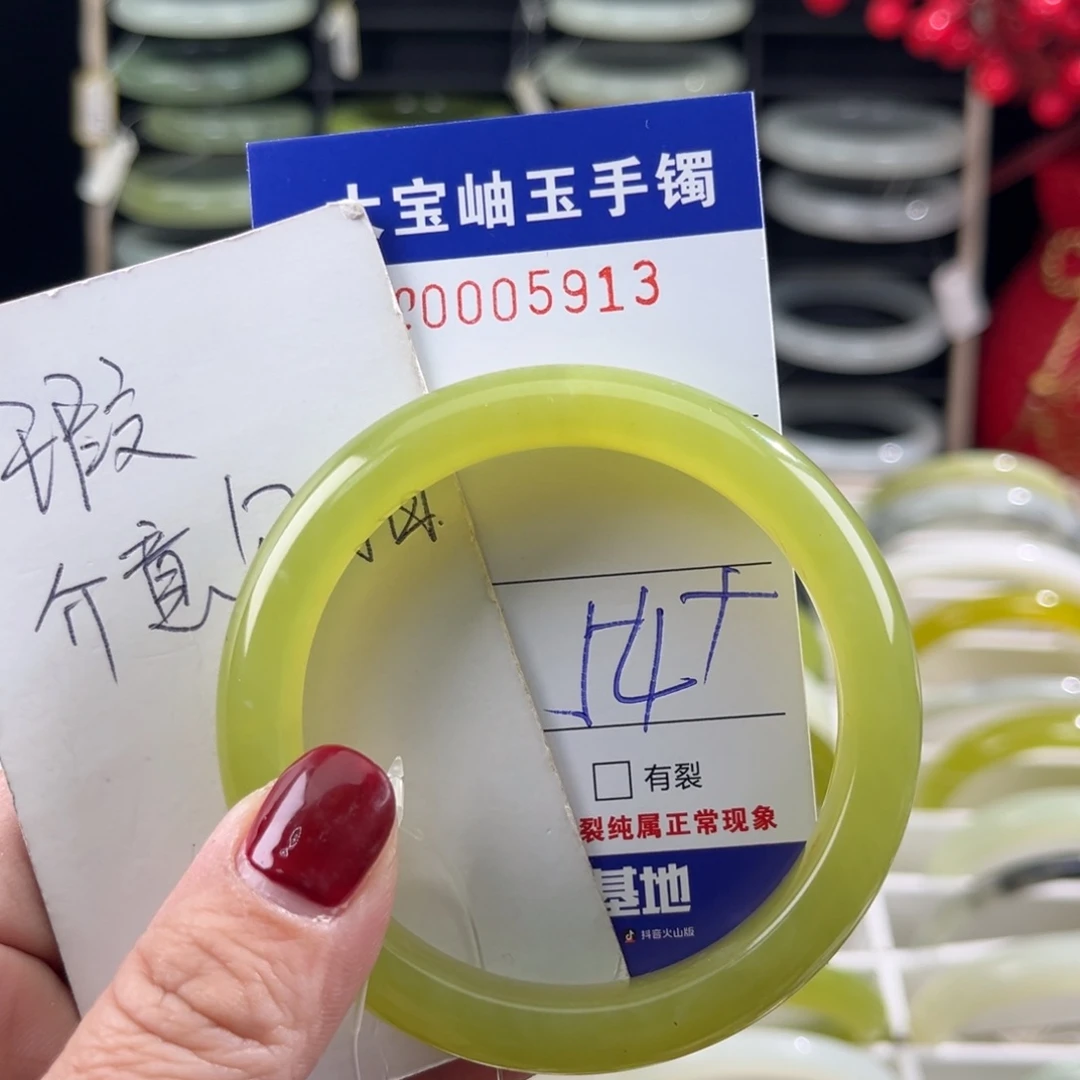 宝岫玉手镯
20005913
瑕
介意
54+
有裂
裂纯属正常现象
基地
抖音火山版